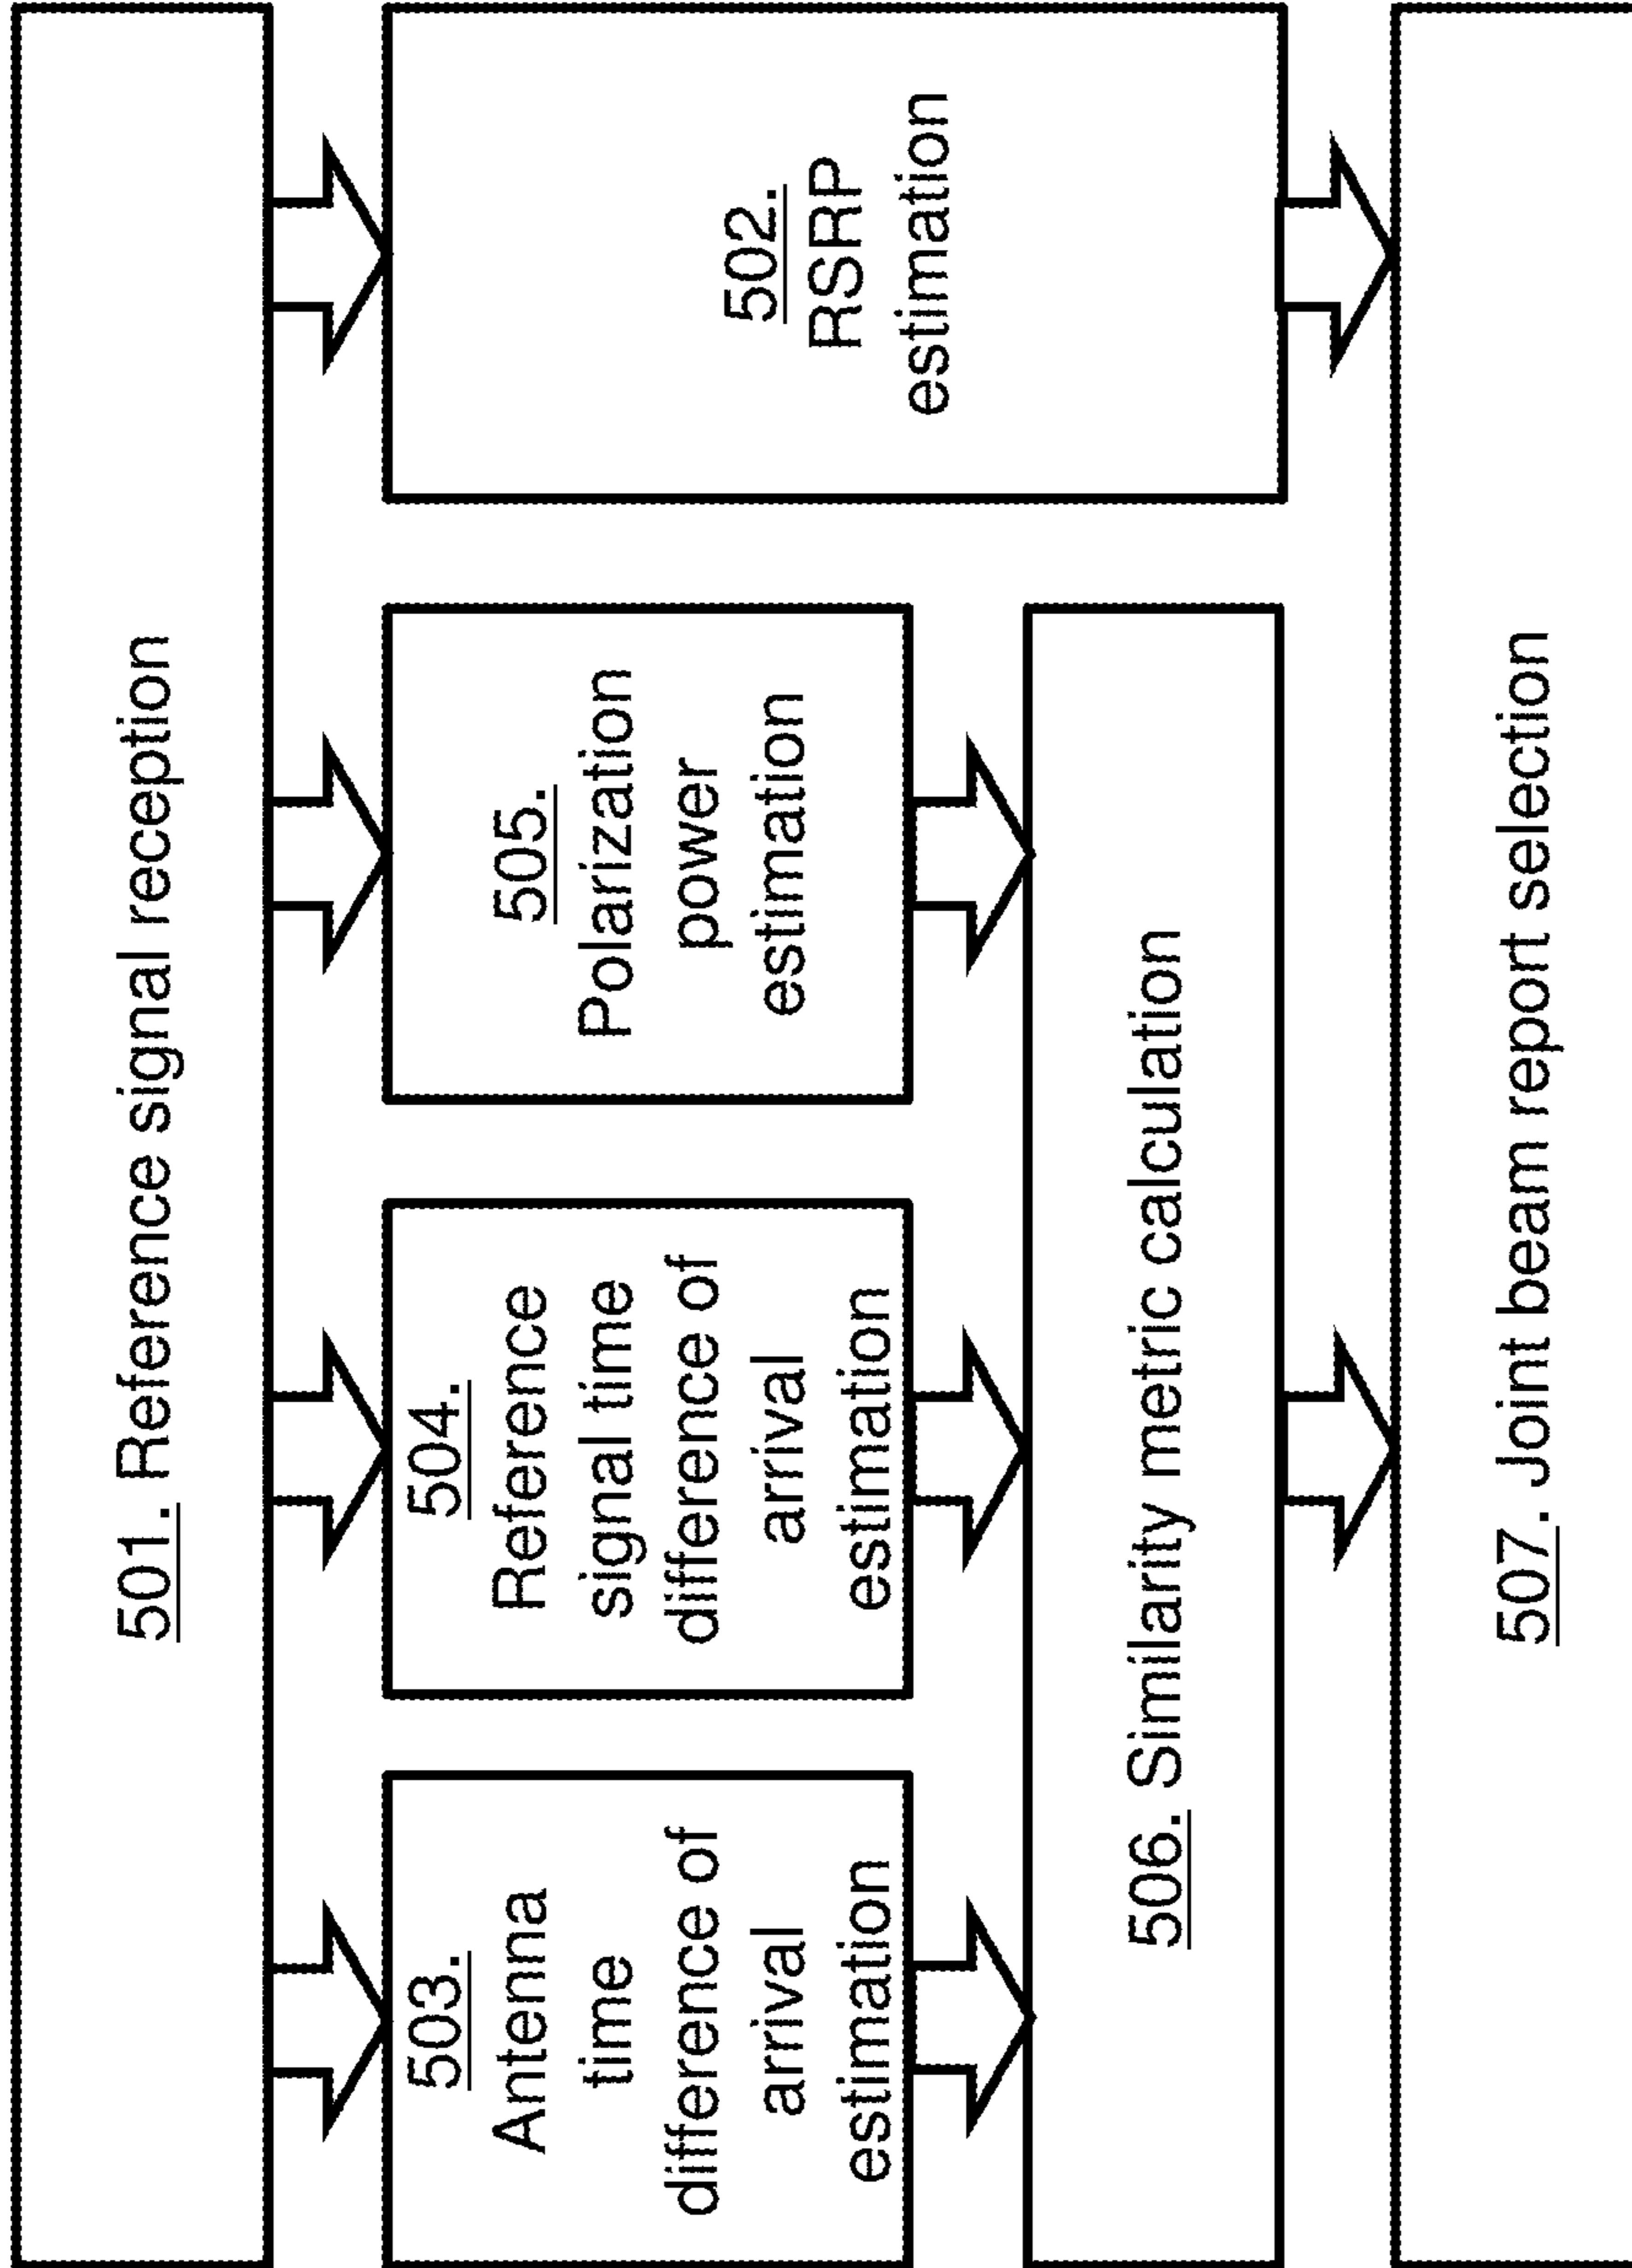 501. Reference signal reception
503.
Antenna
time
difference of
arrival
estimation
504.
Reference
signal time
difference of
arrival
estimation
505.
Polarization
power
estimation
502.
RSRP
estimation
506. Similarity metric calculation
507. Joint beam report selection